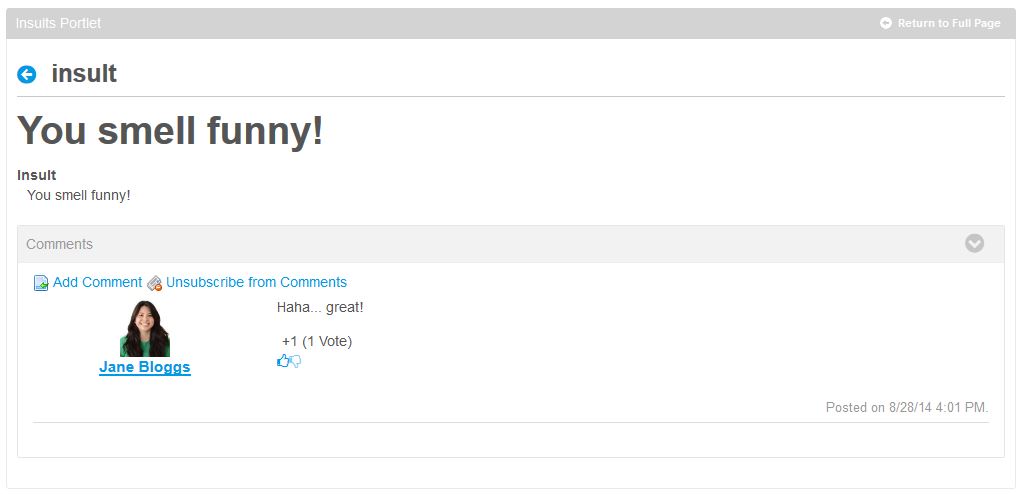 Insults Portlet
Return to Full Page
insult
You smell funny!
Insult
You smell funny!
Comments
Add Comment Unsubscribe from Comments
Haha... great!
+1 (1 Vote)
Jane Bloggs
Posted on 8/28/14 4:01 PM.